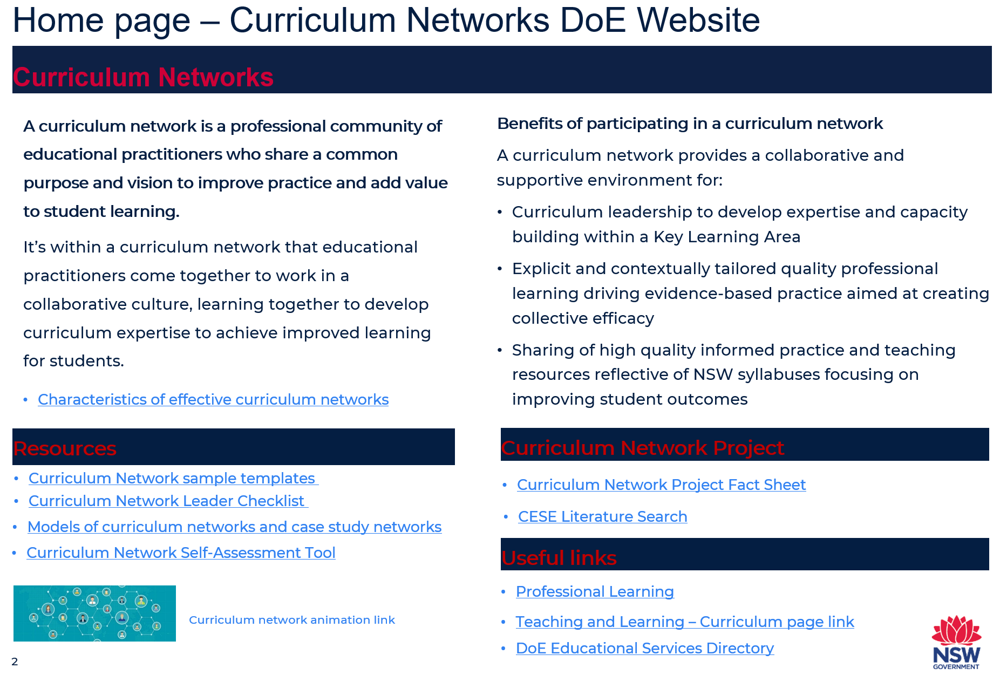 Home page – Curriculum Networks DoE Website
Curriculum Networks
A curriculum network is a professional community of
educational practitioners who share a common
purpose and vision to improve practice and add value
to student learning.
It’s within a curriculum network that educational
practitioners come together to work in a
collaborative culture, learning together to develop
curriculum expertise to achieve improved learning
for students.
• Characteristics of effective curriculum networks
Benefits of participating in a curriculum network
A curriculum network provides a collaborative and
supportive environment for:
• Curriculum leadership to develop expertise and capacity
building within a Key Learning Area
• Explicit and contextually tailored quality professional
learning driving evidence-based practice aimed at creating
collective efficacy
• Sharing of high quality informed practice and teaching
resources reflective of NSW syllabuses focusing on
improving student outcomes
Resources
• Curriculum Network sample templates
• Curriculum Network Leader Checklist
• Models of curriculum networks and case study networks
• Curriculum Network Self-Assessment Tool
Curriculum network animation link
Curriculum Network Project
• Curriculum Network Project Fact Sheet
• CESE Literature Search
Useful links
• Professional Learning
• Teaching and Learning – Curriculum page link
• DoE Educational Services Directory
2
NSW
GOVERNMENT